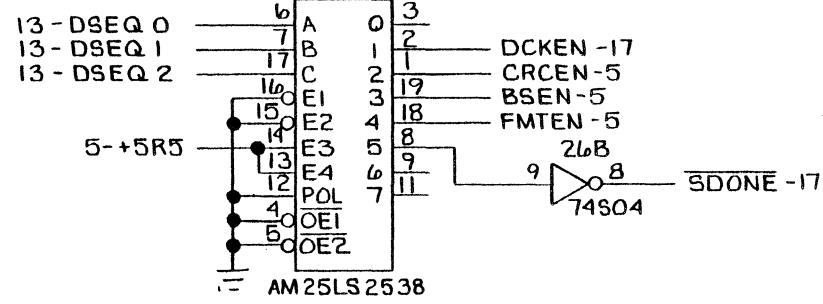 6 A 0 3
13-DSEQ 0
7 B 1 2 DCKEN-17
13-DSEQ 1
17 C 2 1 CRCEN-5
13-DSEQ 2
16 E1 3 19 BSEN-5
15 E2 4 18 FMTEN-5
5-+5R5 14 E3 5 8 26B
13 E4 6 9 9 8 SDONE-17
12 POL 7 11 74S04
4 OE1
5 OE2
AM25LS2538